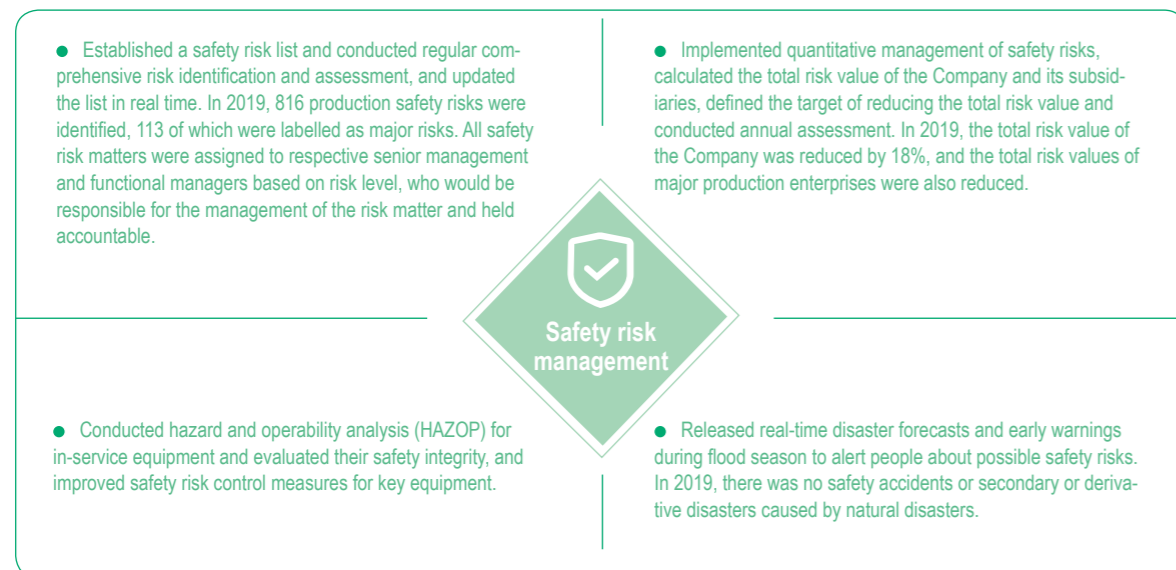 ● Established a safety risk list and conducted regular com-
prehensive risk identification and assessment, and updated
the list in real time. In 2019, 816 production safety risks were
identified, 113 of which were labelled as major risks. All safety
risk matters were assigned to respective senior management
and functional managers based on risk level, who would be
responsible for the management of the risk matter and held
accountable.
● Implemented quantitative management of safety risks,
calculated the total risk value of the Company and its subsid-
iaries, defined the target of reducing the total risk value and
conducted annual assessment. In 2019, the total risk value of
the Company was reduced by 18%, and the total risk values of
major production enterprises were also reduced.
Safety risk
management
● Conducted hazard and operability analysis (HAZOP) for
in-service equipment and evaluated their safety integrity, and
improved safety risk control measures for key equipment.
● Released real-time disaster forecasts and early warnings
during flood season to alert people about possible safety risks.
In 2019, there was no safety accidents or secondary or deriva-
tive disasters caused by natural disasters.